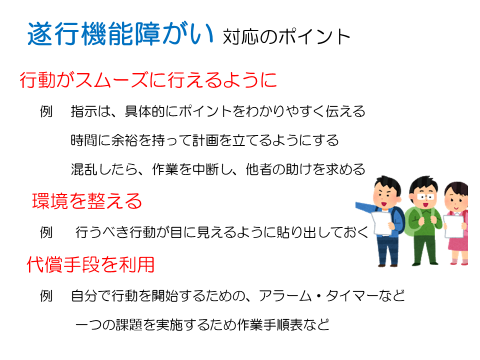 遂行機能障がい 対応のポイント
行動がスムーズに行えるように
例 指示は、具体的にポイントをわかりやすく伝える
時間に余裕を持って計画を立てるようにする
混乱したら、作業を中断し、他者の助けを求める
環境を整える
例 行うべき行動が目に見えるように貼り出しておく
代償手段を利用
例 自分で行動を開始するための、アラーム・タイマーなど
一つの課題を実施するため作業手順表など